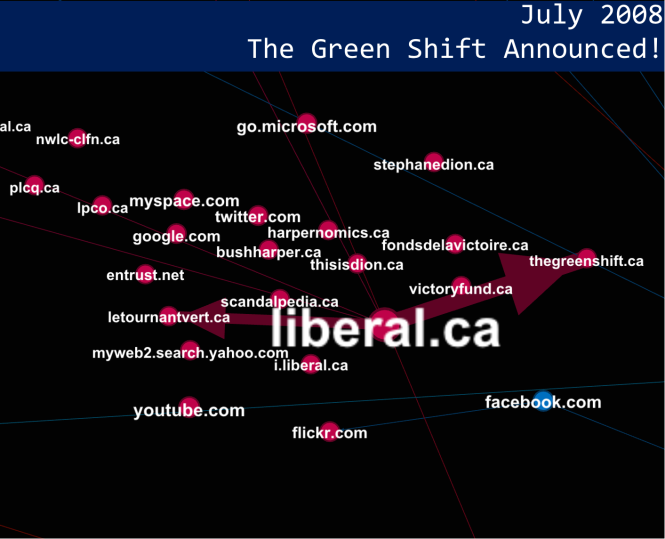 July 2008
The Green Shift Announced!
al.ca
nwlc-clfn.ca
go.microsoft.com
stephanedion.ca
plcq.ca
lpco.ca
myspace.com
twitter.com
google.com
harpernomics.ca
bushharper.ca
fondsdelavictoire.ca
thisisdion.ca
thegreenshift.ca
entrust.net
victoryfund.ca
scandalpedia.ca
letournantvert.ca
liberal.ca
myweb2.search.yahoo.com
i.liberal.ca
youtube.com
facebook.com
flickr.com